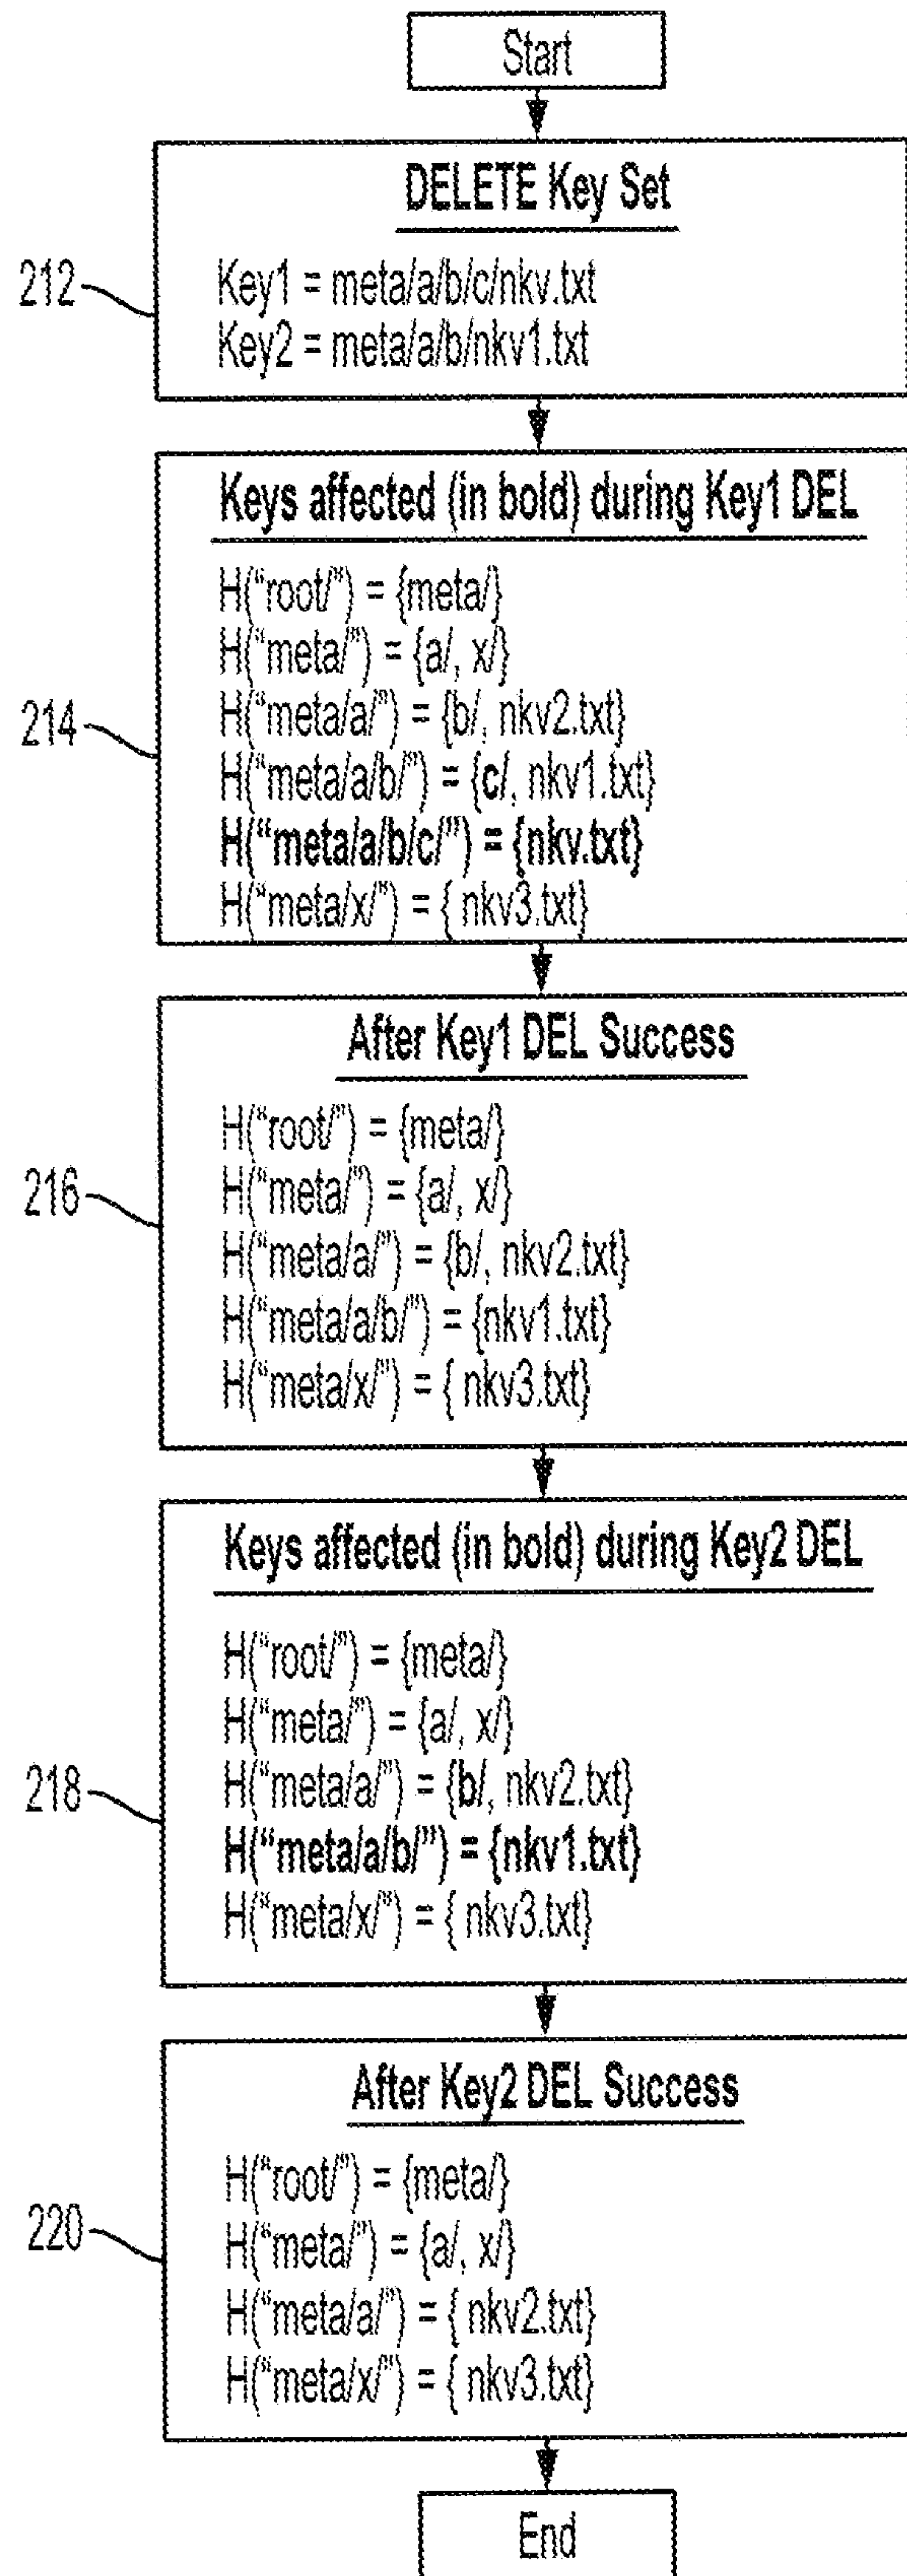 Start
DELETE Key Set
212
Key1 = meta/a/b/c/nkv.txt
Key2 = meta/a/b/nkv1.txt
Keys affected (in bold) during Key1 DEL
H("root/") = {meta/}
H("meta/") = {a/, x/}
214
H("meta/a/") = {b/, nkv2.txt}
H("meta/a/b/") = {c/, nkv1.txt}
H("meta/a/b/c/") = {nkv.txt}
H("meta/x/") = { nkv3.txt}
After Key1 DEL Success
H("root/") = {meta/}
216
H("meta/") = {a/, x/}
H("meta/a/") = {b/, nkv2.txt}
H("meta/a/b/") = {nkv1.txt}
H("meta/x/") = { nkv3.txt}
Keys affected (in bold) during Key2 DEL
H("root/") = {meta/}
H("meta/") = {a/, x/}
218
H("meta/a/") = {b/, nkv2.txt}
H("meta/a/b/") = {nkv1.txt}
H("meta/x/") = { nkv3.txt}
After Key2 DEL Success
H("root/") = {meta/}
220
H("meta/") = {a/, x/}
H("meta/a/") = { nkv2.txt}
H("meta/x/") = { nkv3.txt}
End